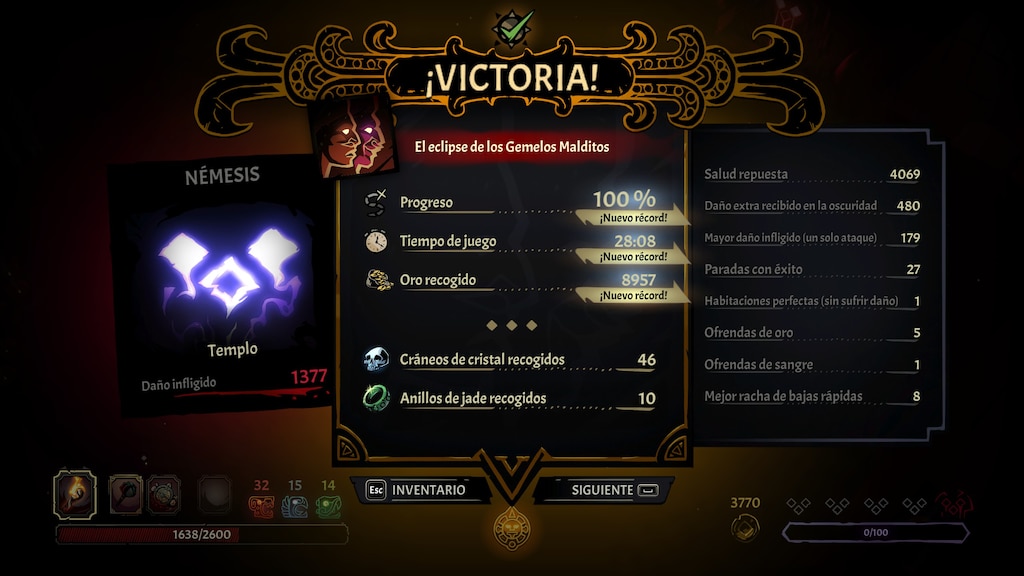 ¡VICTORIA!
El eclipse de los Gemelos Malditos
NÉMESIS
Templo
Daño infligido 1377
Progreso 100 %
¡Nuevo récord!
Tiempo de juego 28:08
¡Nuevo récord!
Oro recogido 8957
¡Nuevo récord!
Cráneos de cristal recogidos 46
Anillos de jade recogidos 10
Salud repuesta 4069
Daño extra recibido en la oscuridad 480
Mayor daño infligido (un solo ataque) 179
Paradas con éxito 27
Habitaciones perfectas (sin sufrir daño) 1
Ofrendas de oro 5
Ofrendas de sangre 1
Mejor racha de bajas rápidas 8
32 15 14
1638/2600
Esc INVENTARIO
SIGUIENTE
3770
0/100